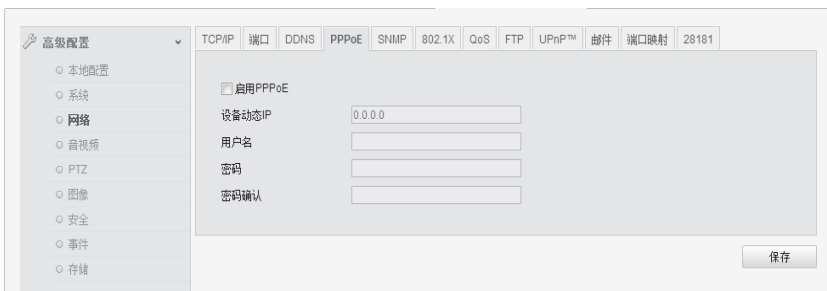 高级配置
本地配置
系统
网络
音视频
PTZ
图像
安全
事件
存储
TCP/IP 端口 DDNS PPPoE SNMP 802.1X QoS FTP UPnP™ 邮件 端口映射 28181
启用PPPoE
设备动态IP 0.0.0.0
用户名
密码
密码确认
保存